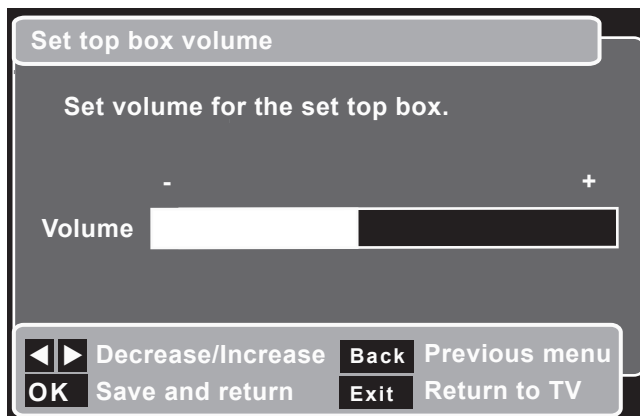 Set top box volume
Set volume for the set top box.
- +
Volume
◀ ▶ Decrease/Increase Back Previous menu
OK Save and return Exit Return to TV